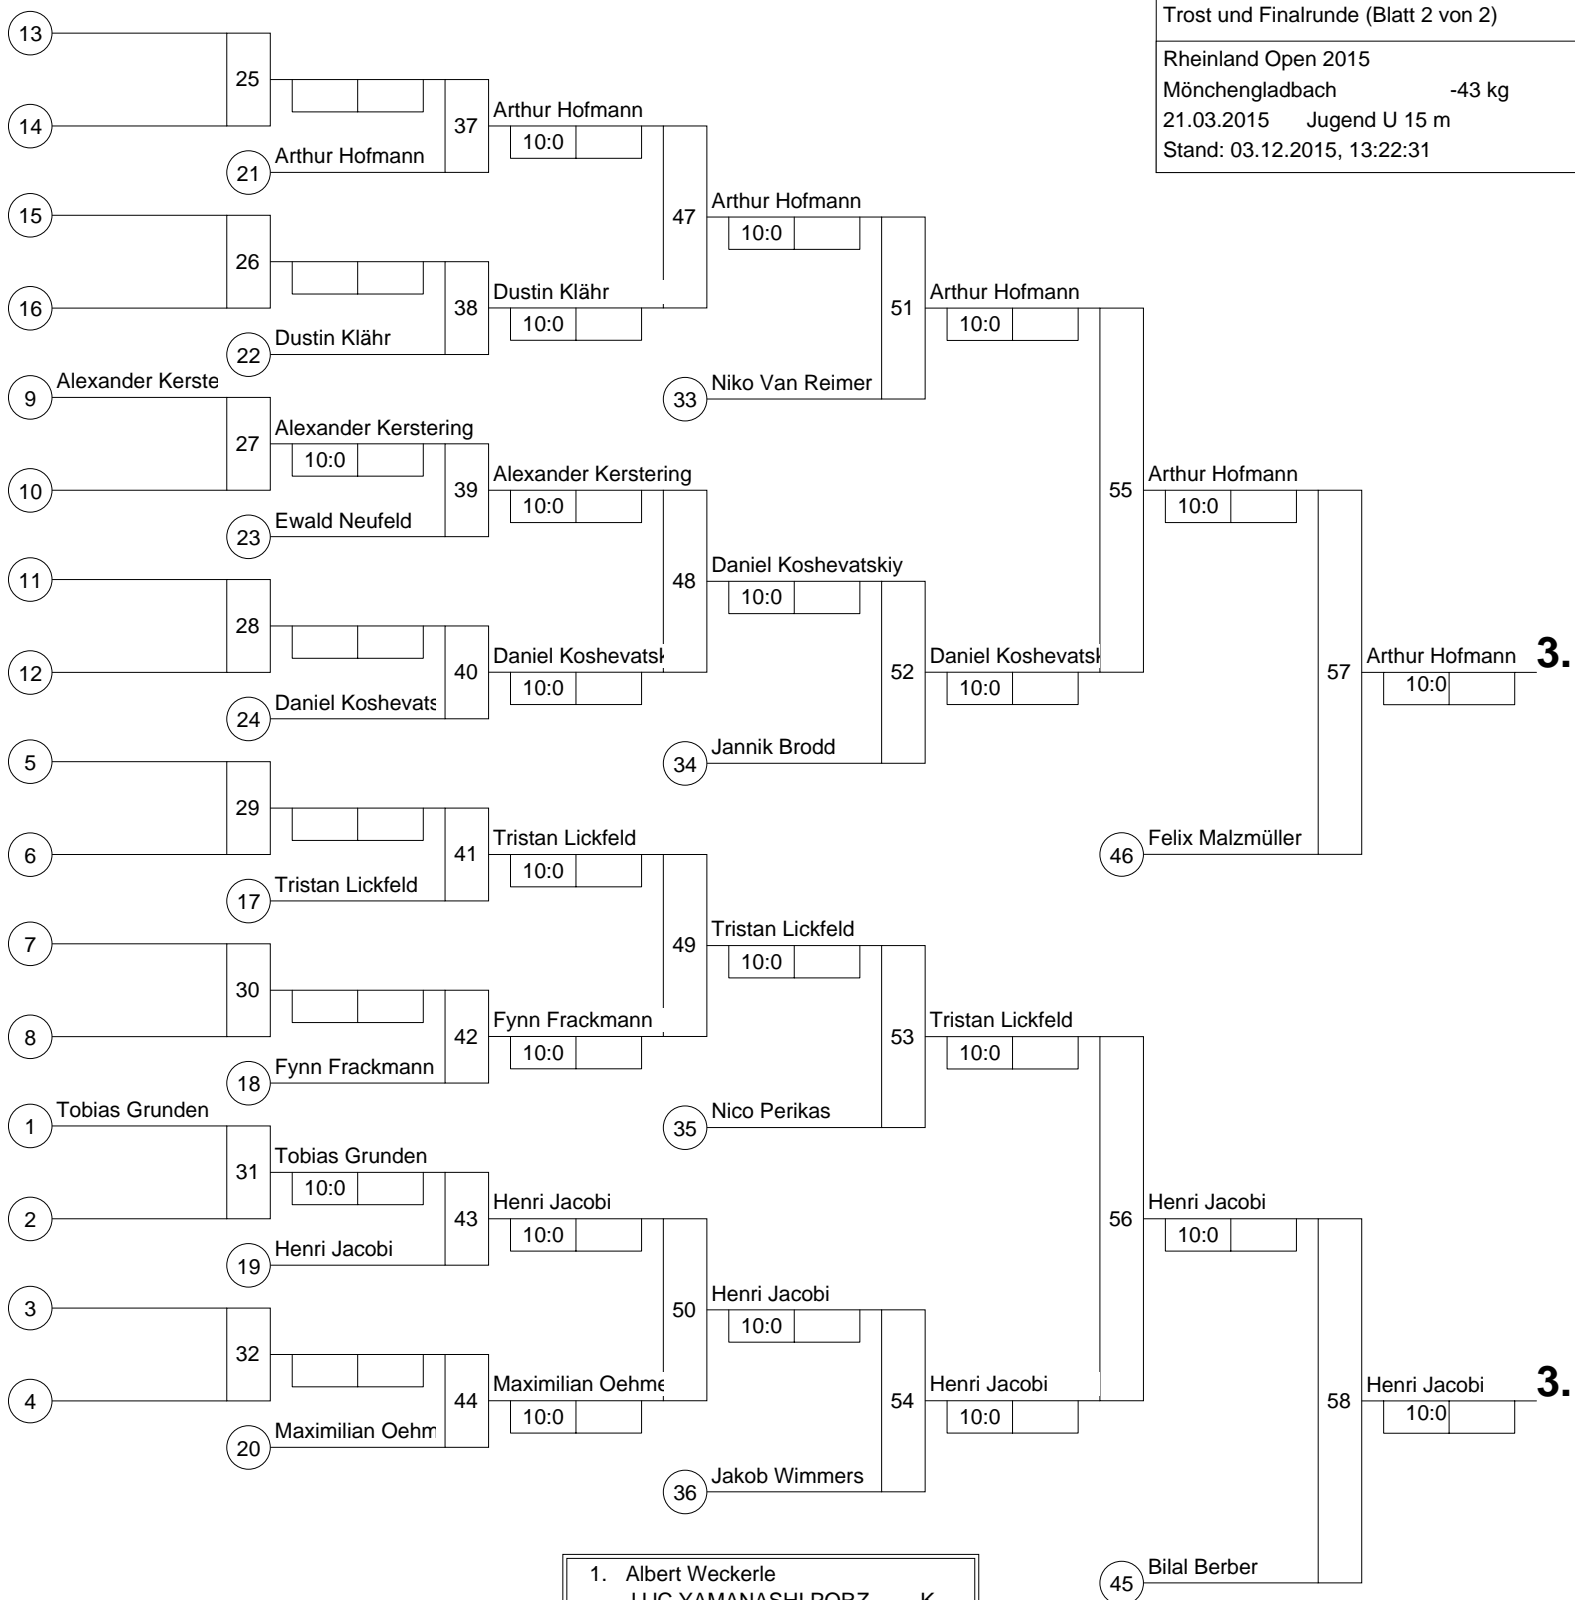 Trost und Finalrunde (Blatt 2 von 2)
Rheinland Open 2015
Mönchengladbach -43 kg
21.03.2015 Jugend U 15 m
Stand: 03.12.2015, 13:22:31
13
25
14
37
Arthur Hofmann
10:0
21
Arthur Hofmann
15
47
Arthur Hofmann
10:0
26
16
38
Dustin Klähr
10:0
51
Arthur Hofmann
10:0
22
Dustin Klähr
9
Alexander Kerste
33
Niko Van Reimer
27
Alexander Kerstering
10:0
10
39
Alexander Kerstering
10:0
55
Arthur Hofmann
10:0
23
Ewald Neufeld
11
48
Daniel Koshevatskiy
10:0
28
12
40
Daniel Koshevatsk
10:0
52
Daniel Koshevatsk
10:0
57
Arthur Hofmann
10:0
3.
24
Daniel Koshevats
5
34
Jannik Brodd
29
6
41
Tristan Lickfeld
10:0
46
Felix Malzmüller
17
Tristan Lickfeld
7
49
Tristan Lickfeld
10:0
30
8
42
Fynn Frackmann
10:0
53
Tristan Lickfeld
10:0
18
Fynn Frackmann
1
Tobias Grunden
35
Nico Perikas
31
Tobias Grunden
10:0
2
43
Henri Jacobi
10:0
56
Henri Jacobi
10:0
19
Henri Jacobi
3
50
Henri Jacobi
10:0
32
4
44
Maximilian Oehme
10:0
54
Henri Jacobi
10:0
58
Henri Jacobi
10:0
3.
20
Maximilian Oehm
36
Jakob Wimmers
45
Bilal Berber
1. Albert Weckerle
JUC YAMANASHI PORZ K